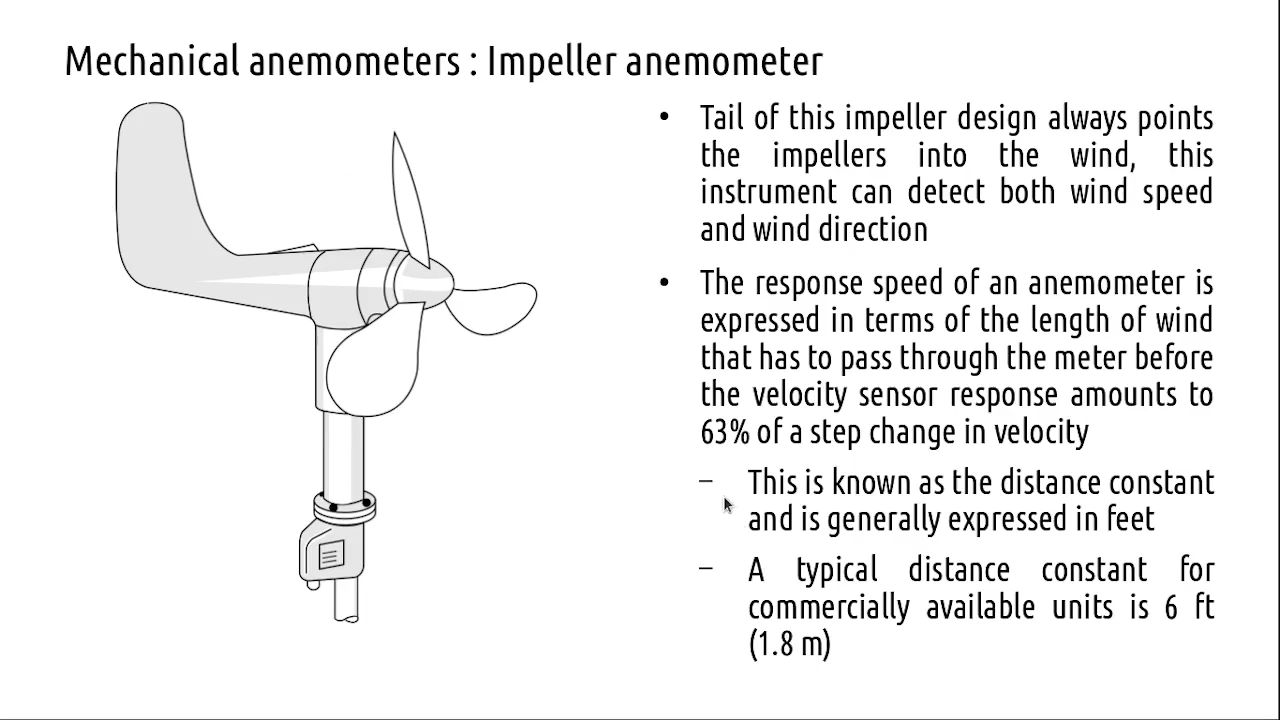 Mechanical anemometers : Impeller anemometer
• Tail of this impeller design always points
the impellers into the wind, this
instrument can detect both wind speed
and wind direction
• The response speed of an anemometer is
expressed in terms of the length of wind
that has to pass through the meter before
the velocity sensor response amounts to
63% of a step change in velocity
– This is known as the distance constant
and is generally expressed in feet
– A typical distance constant for
commercially available units is 6 ft
(1.8 m)